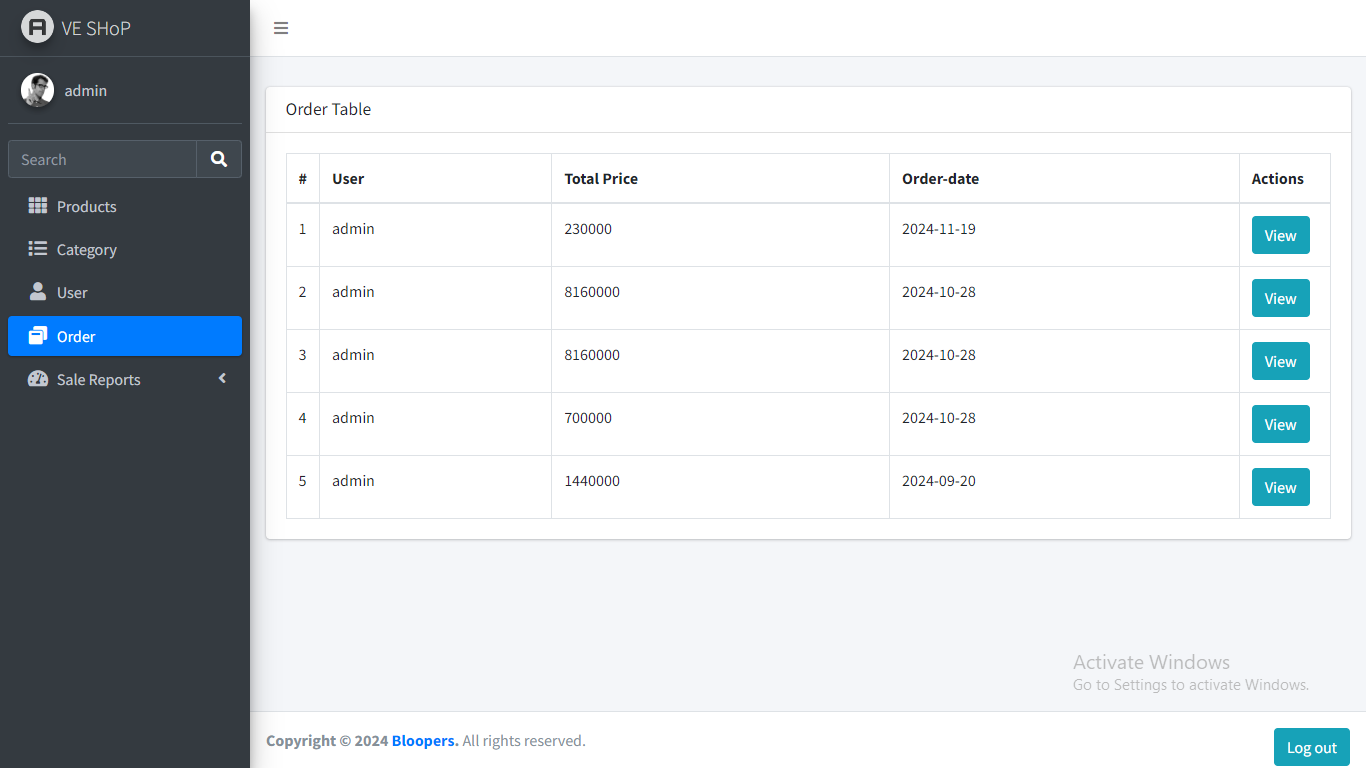 VE SHoP
admin
Search
Products
Category
User
Order
Sale Reports
Order Table
# User Total Price Order-date Actions
1 admin 230000 2024-11-19 View
2 admin 8160000 2024-10-28 View
3 admin 8160000 2024-10-28 View
4 admin 700000 2024-10-28 View
5 admin 1440000 2024-09-20 View
Activate Windows
Go to Settings to activate Windows.
Copyright © 2024 Bloopers. All rights reserved.
Log out